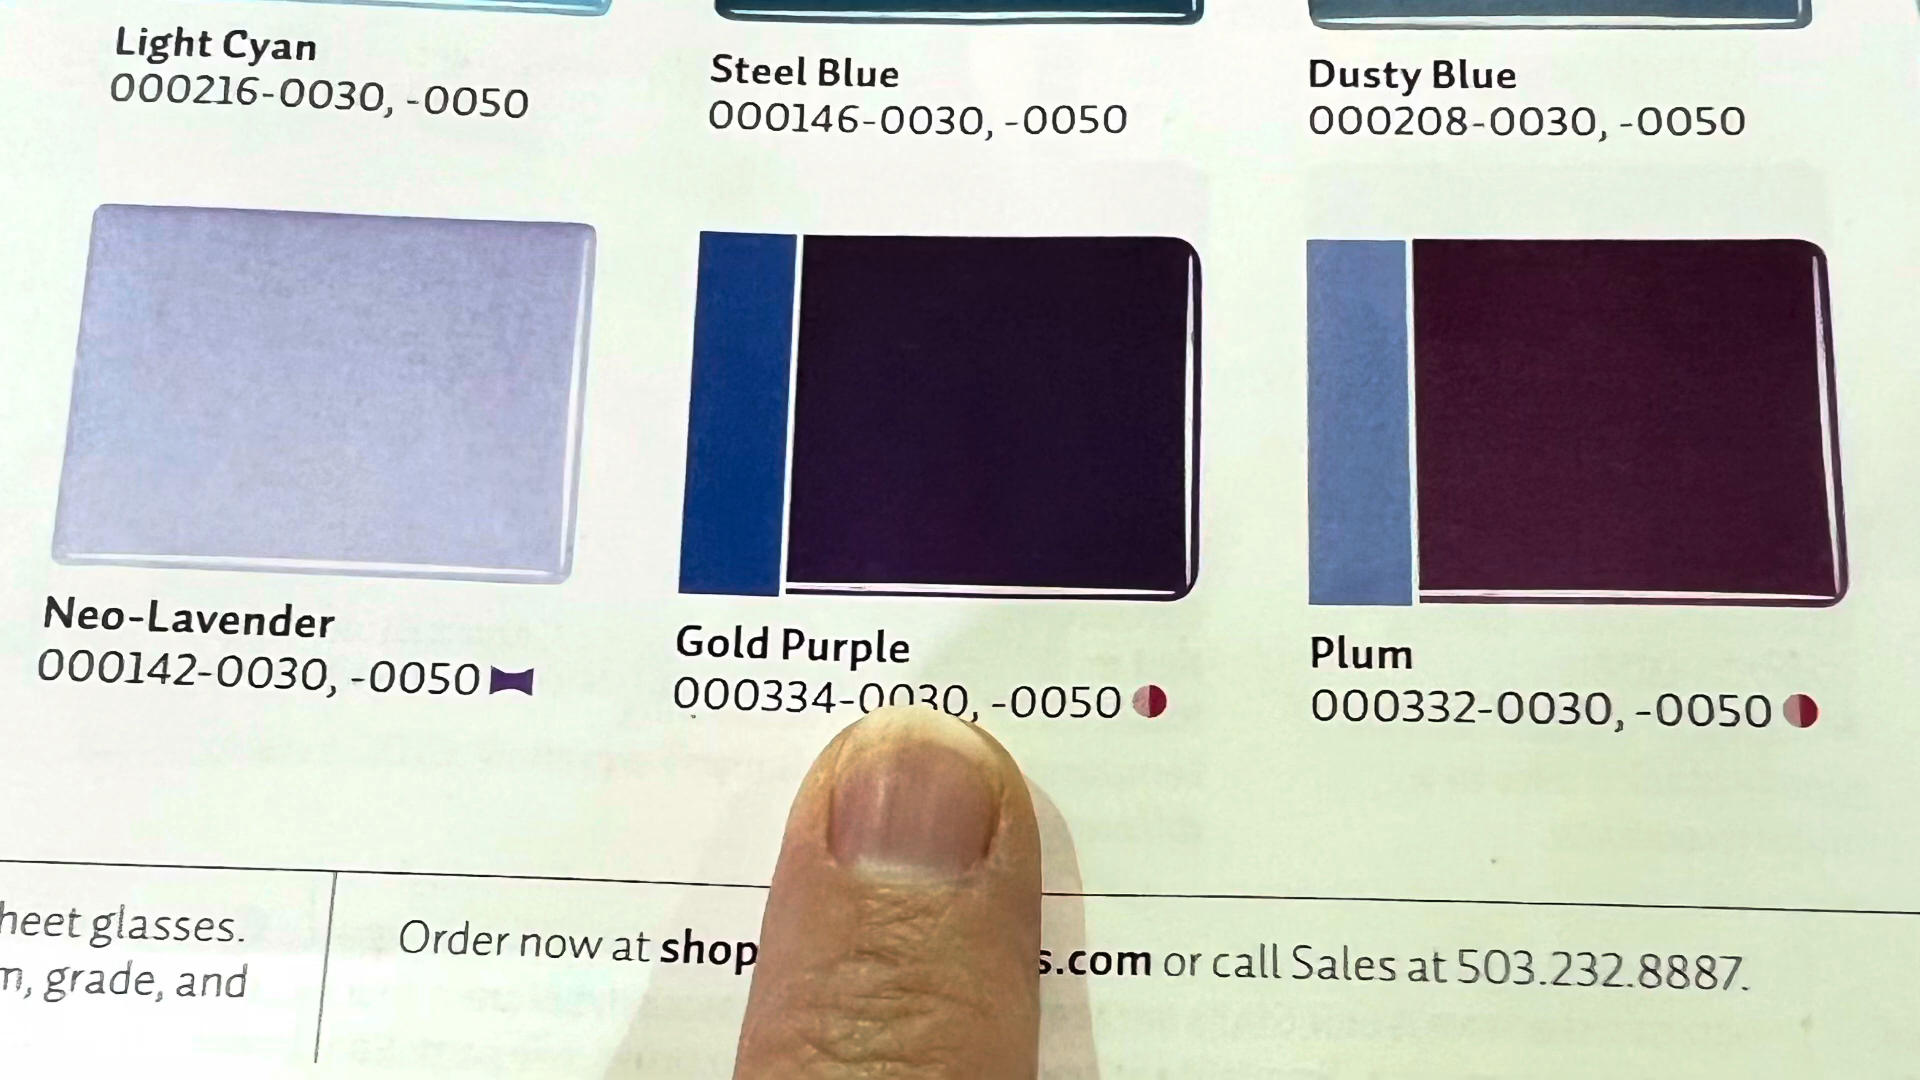 Light Cyan
000216-0030, -0050
Steel Blue
000146-0030, -0050
Dusty Blue
000208-0030, -0050
Neo-Lavender
000142-0030, -0050
Gold Purple
000334-0030, -0050
Plum
000332-0030, -0050
heet glasses.
m, grade, and
Order now at shop s.com or call Sales at 503.232.8887.